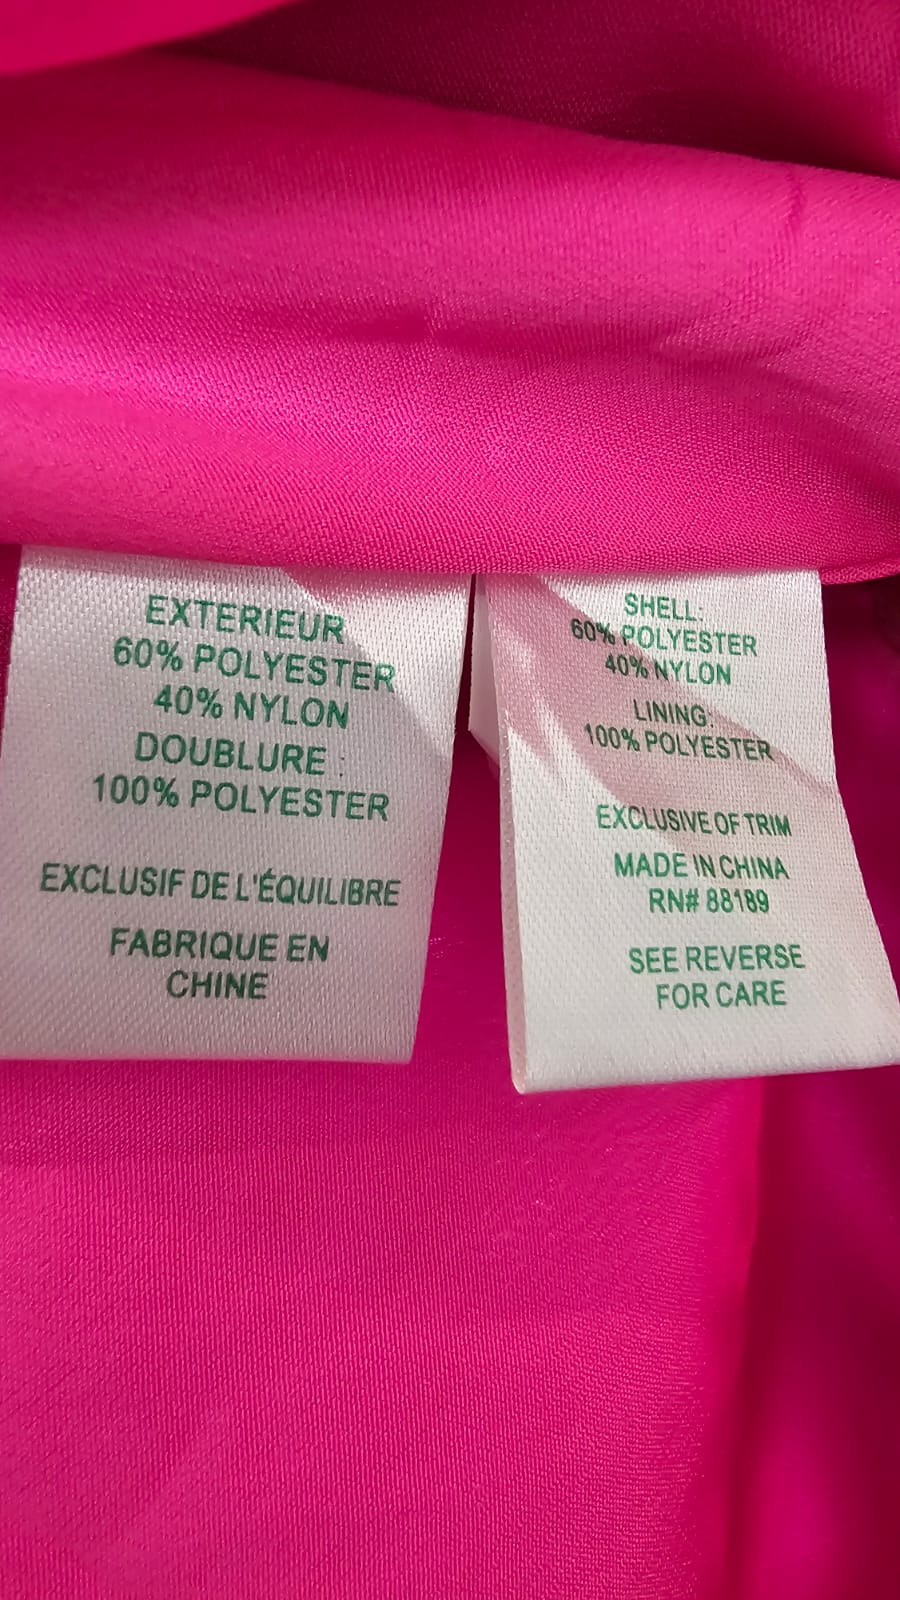 EXTERIEUR
60% POLYESTER
40% NYLON
DOUBLURE :
100% POLYESTER
EXCLUSIF DE L'ÉQUILIBRE
FABRIQUE EN
CHINE
SHELL:
60% POLYESTER
40% NYLON
LINING:
100% POLYESTER
EXCLUSIVE OF TRIM
MADE IN CHINA
RN# 88189
SEE REVERSE
FOR CARE